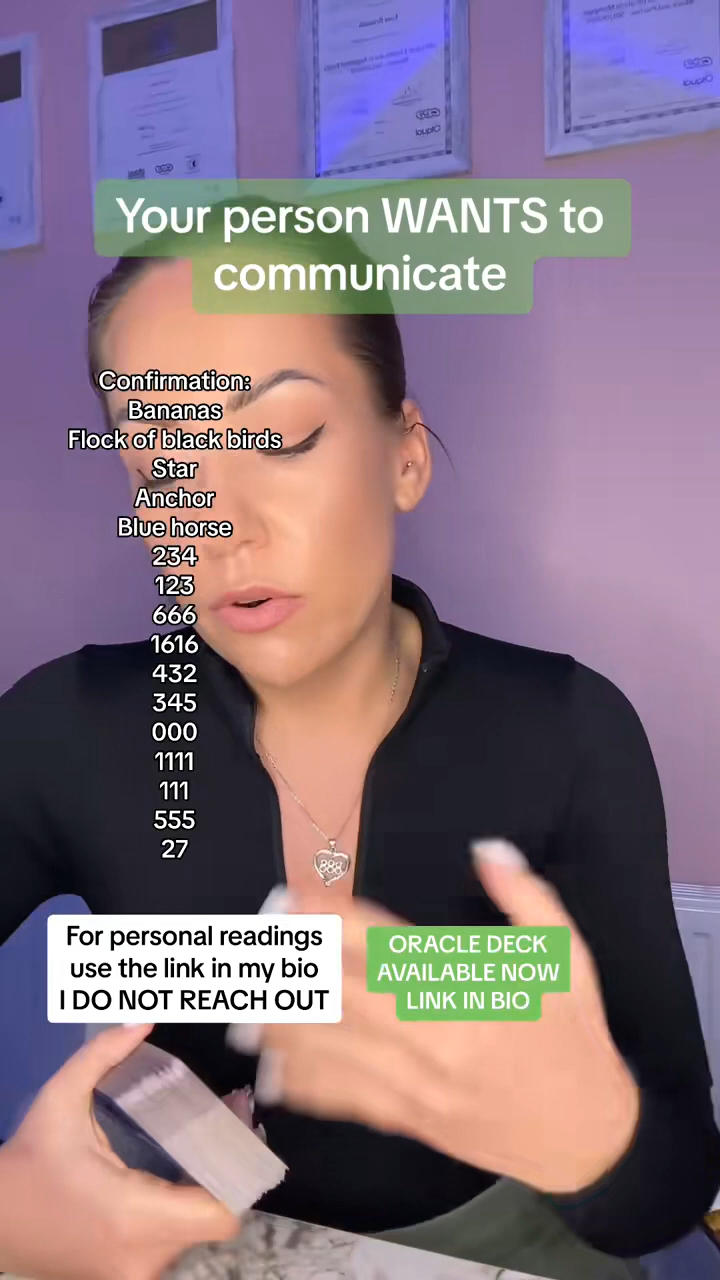 Your person WANTS to
communicate
Confirmation:
Bananas
Flock of black birds
Star
Anchor
Blue horse
234
123
666
1616
432
345
000
1111
111
555
27
888
For personal readings
use the link in my bio
I DO NOT REACH OUT
ORACLE DECK
AVAILABLE NOW
LINK IN BIO